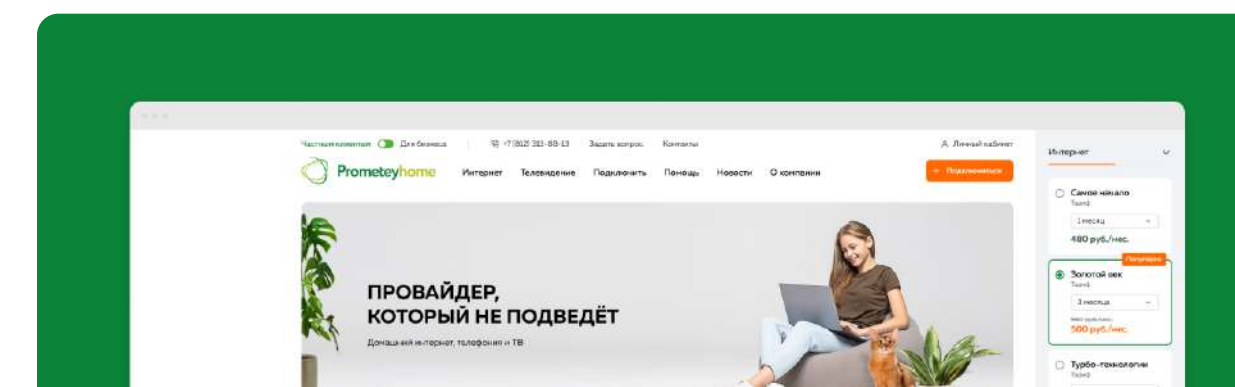 Частным клиентам Для бизнеса +7 (812) 313-88-13 Задать вопрос Контакты Личный кабинет
Prometeyhome Интернет Телевидение Подключить Помощь Новости О компании Подключиться
ПРОВАЙДЕР,
КОТОРЫЙ НЕ ПОДВЕДЁТ
Домашний интернет, телефония и ТВ
Интернет
Самое начало
Тариф
1 месяц
480 руб./мес.
Популярно
Золотой век
Тариф
3 месяца
500 руб./мес.
Турбо-технологии
Тариф